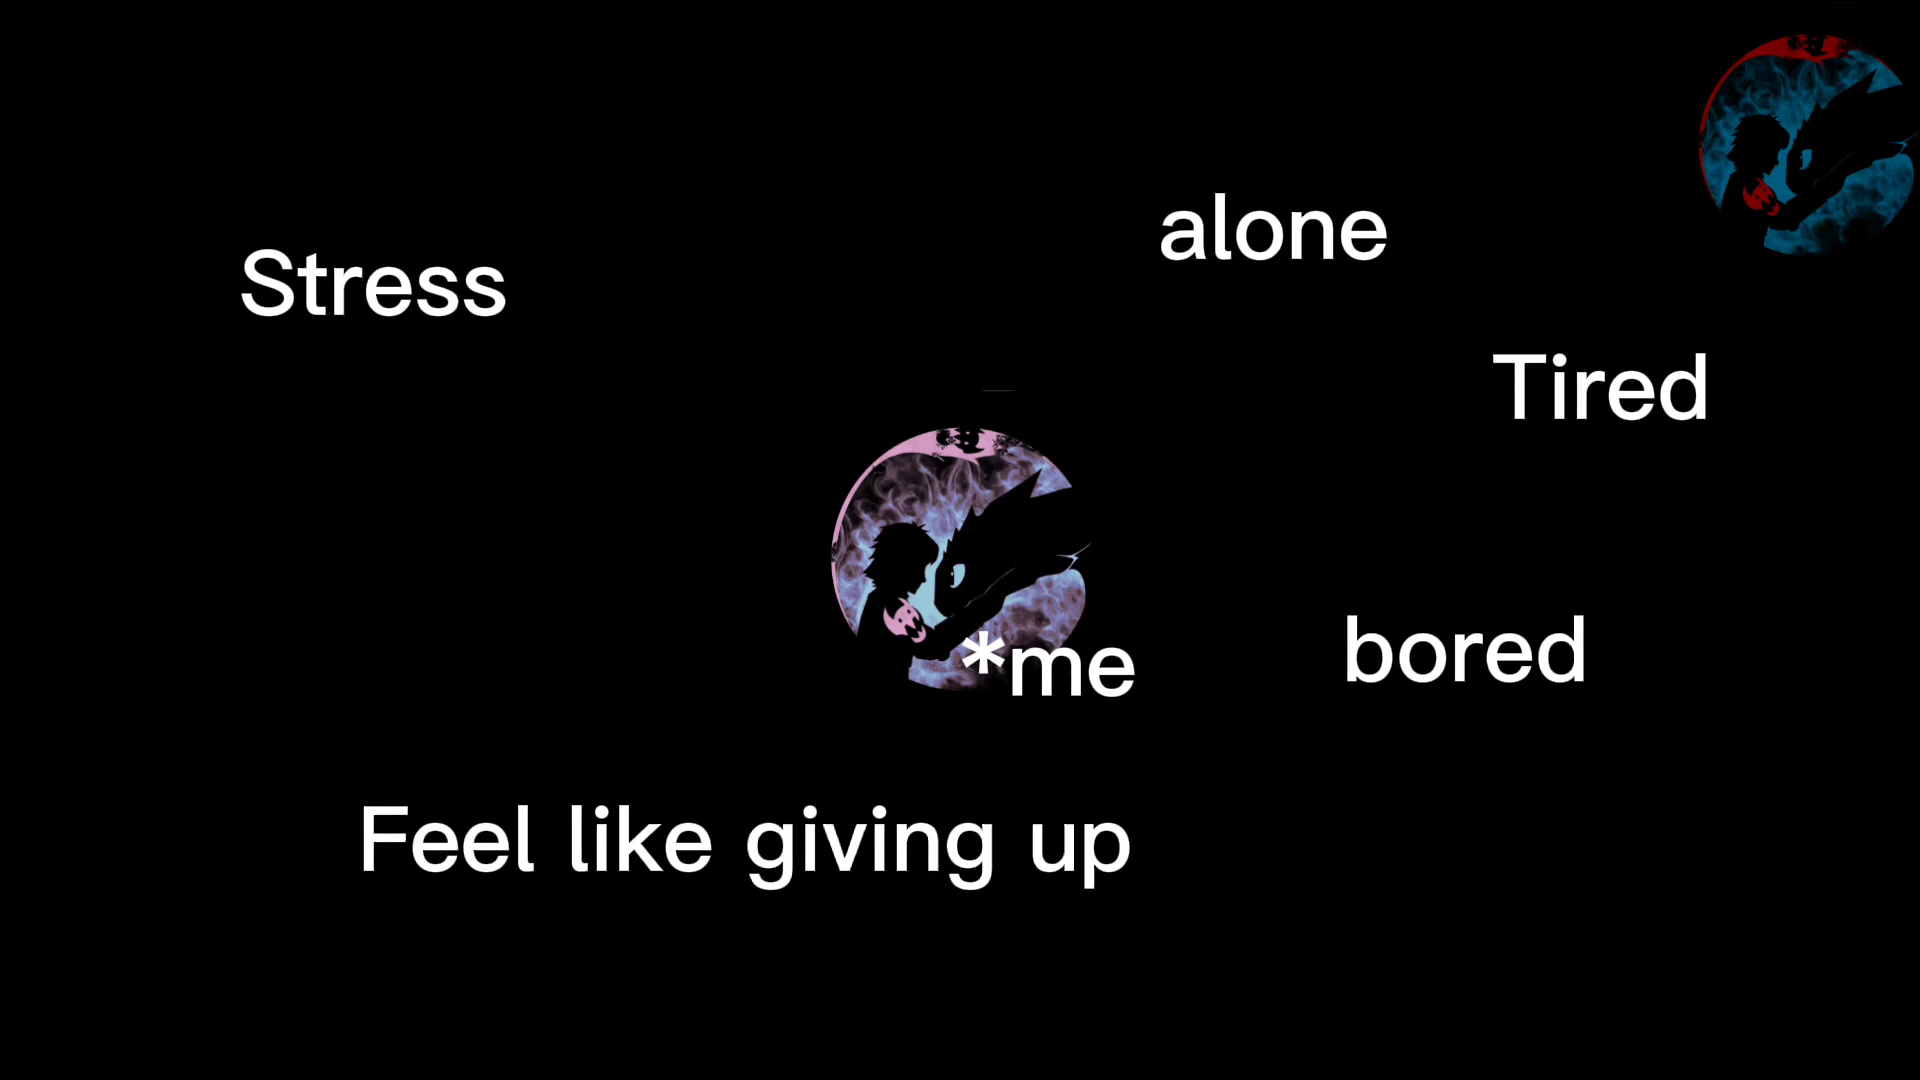 alone
Stress
Tired
bored
*me
Feel like giving up